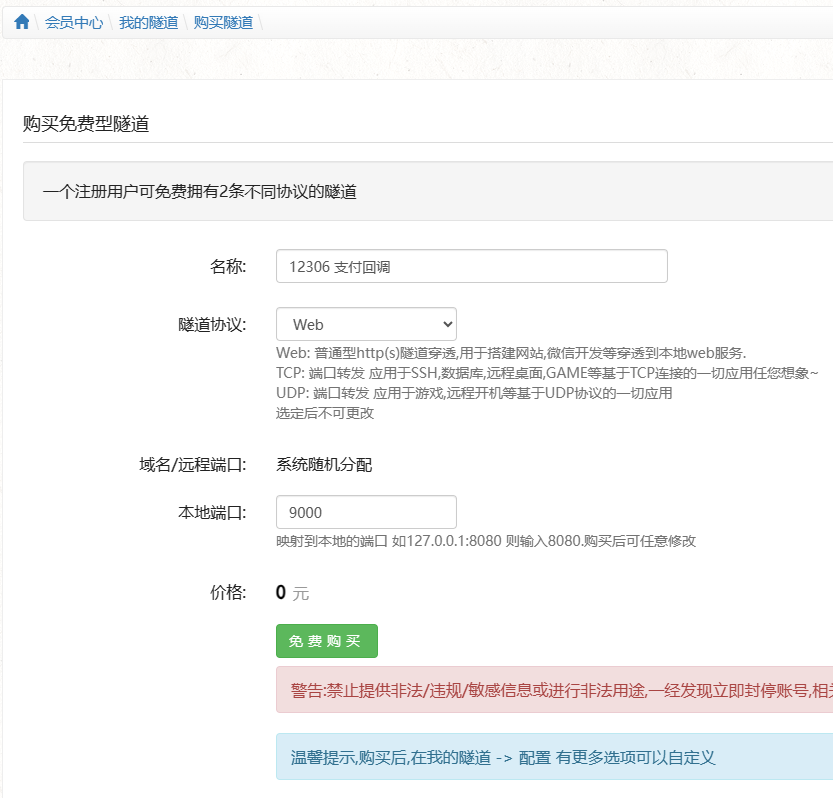 会员中心 \ 我的隧道 \ 购买隧道 \
购买免费型隧道
一个注册用户可免费拥有2条不同协议的隧道
名称: 12306 支付回调
隧道协议: Web
Web: 普通型http(s)隧道穿透,用于搭建网站,微信开发等穿透到本地web服务.
TCP: 端口转发 应用于SSH,数据库,远程桌面,GAME等基于TCP连接的一切应用任您想象~
UDP: 端口转发 应用于游戏,远程开机等基于UDP协议的一切应用
选定后不可更改
域名/远程端口: 系统随机分配
本地端口: 9000
映射到本地的端口 如127.0.0.1:8080 则输入8080.购买后可任意修改
价格: 0 元
免费购买
警告:禁止提供非法/违规/敏感信息或进行非法用途,一经发现立即封停账号,相
温馨提示,购买后,在我的隧道 -> 配置 有更多选项可以自定义